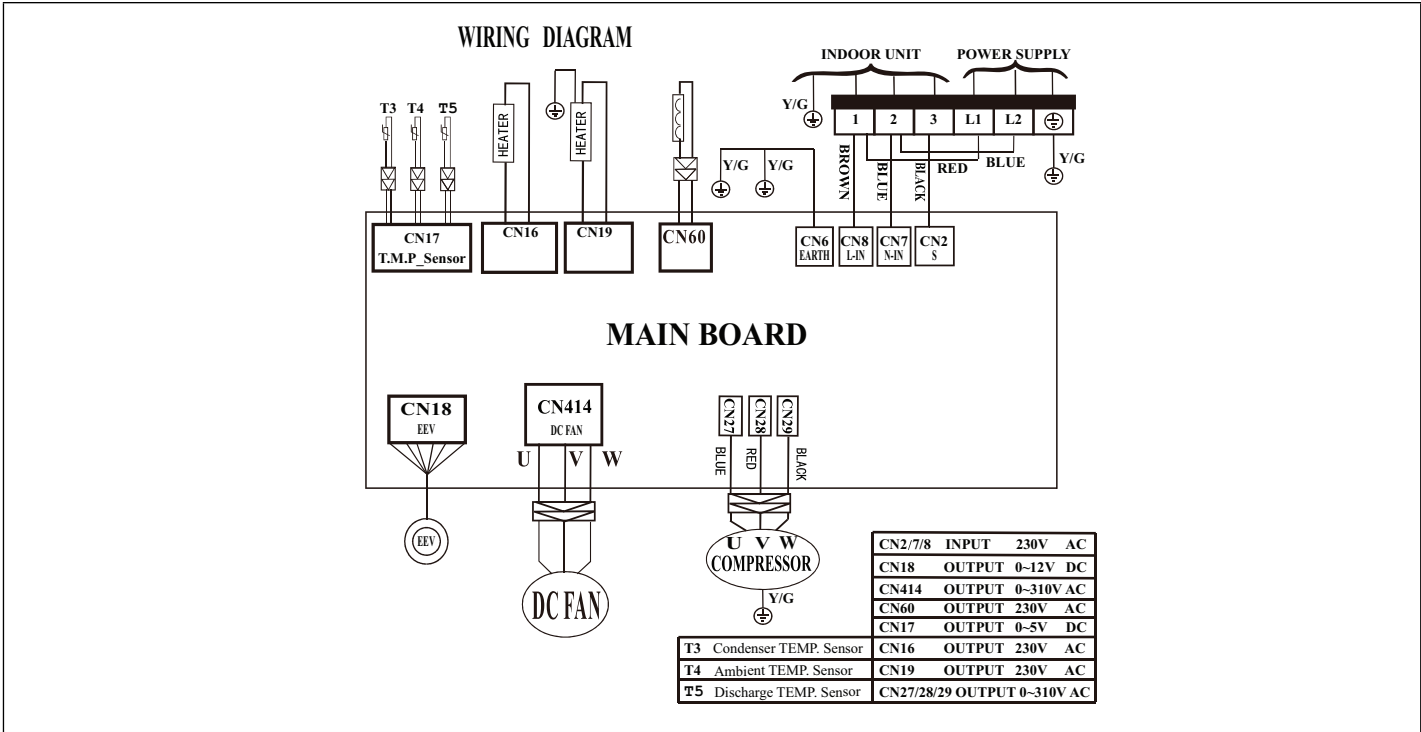 WIRING DIAGRAM
INDOOR UNIT POWER SUPPLY
T3 T4 T5
HEATER
HEATER
Y/G
1 2 3 L1 L2
Y/G Y/G
BROWN BLUE BLACK RED BLUE Y/G
CN17
T.M.P_Sensor
CN16
CN19
CN60
CN6
EARTH
CN8
L-IN
CN7
N-IN
CN2
S
MAIN BOARD
CN18
EEV
CN414
DC FAN
U V W
CN27 CN28 CN29
BLUE RED BLACK
EEV
DC FAN
U V W
COMPRESSOR
Y/G
CN2/7/8 INPUT 230V AC
CN18 OUTPUT 0~12V DC
CN414 OUTPUT 0~310V AC
CN60 OUTPUT 230V AC
CN17 OUTPUT 0~5V DC
T3 Condenser TEMP. Sensor CN16 OUTPUT 230V AC
T4 Ambient TEMP. Sensor CN19 OUTPUT 230V AC
T5 Discharge TEMP. Sensor CN27/28/29 OUTPUT 0~310V AC